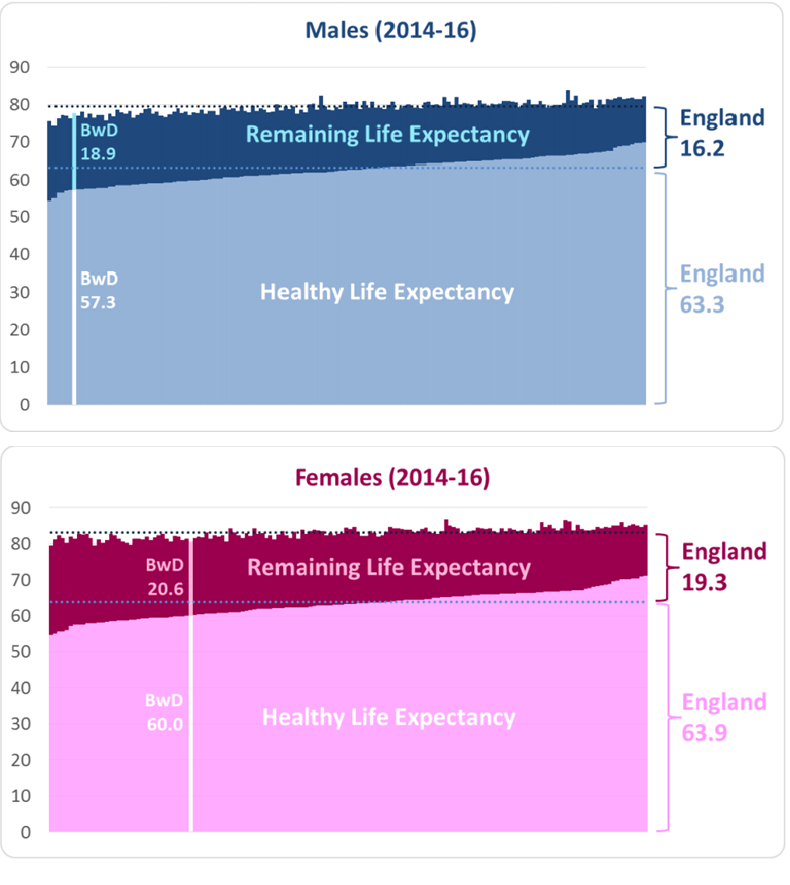 Males (2014-16)
90
80
70
60
50
40
30
20
10
0
BwD
18.9
Remaining Life Expectancy
England
16.2
BwD
57.3
Healthy Life Expectancy
England
63.3
Females (2014-16)
90
80
70
60
50
40
30
20
10
0
BwD
20.6
Remaining Life Expectancy
England
19.3
BwD
60.0
Healthy Life Expectancy
England
63.9